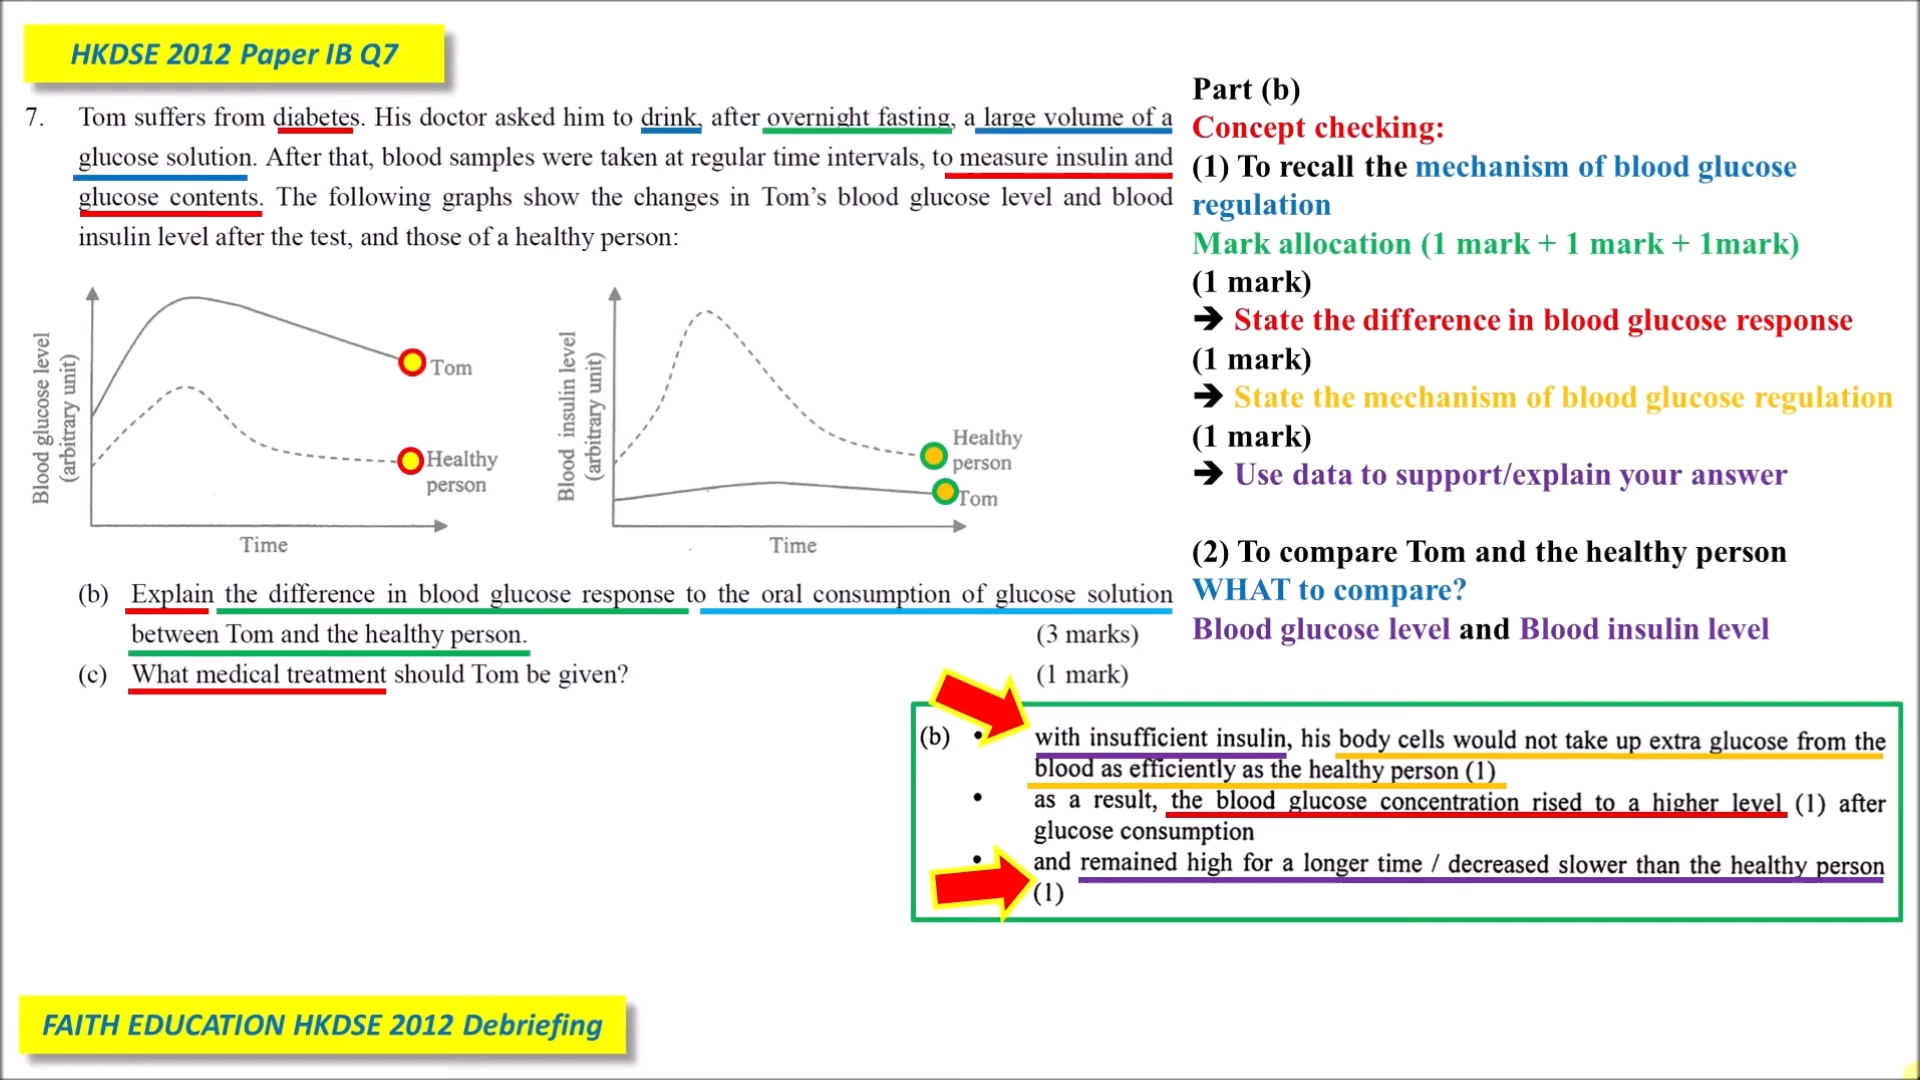 HKDSE 2012 Paper IB Q7
7. Tom suffers from diabetes. His doctor asked him to drink, after overnight fasting, a large volume of a
glucose solution. After that, blood samples were taken at regular time intervals, to measure insulin and
glucose contents. The following graphs show the changes in Tom's blood glucose level and blood
insulin level after the test, and those of a healthy person:
Blood glucose level
(arbitrary unit)
Tom
Healthy
person
Time
Blood insulin level
(arbitrary unit)
Healthy
person
Tom
Time
(b) Explain the difference in blood glucose response to the oral consumption of glucose solution
between Tom and the healthy person. (3 marks)
(c) What medical treatment should Tom be given? (1 mark)
Part (b)
Concept checking:
(1) To recall the mechanism of blood glucose
regulation
Mark allocation (1 mark + 1 mark + 1mark)
(1 mark)
➔ State the difference in blood glucose response
(1 mark)
➔ State the mechanism of blood glucose regulation
(1 mark)
➔ Use data to support/explain your answer
(2) To compare Tom and the healthy person
WHAT to compare?
Blood glucose level and Blood insulin level
(b) • with insufficient insulin, his body cells would not take up extra glucose from the
blood as efficiently as the healthy person (1)
• as a result, the blood glucose concentration rised to a higher level (1) after
glucose consumption
• and remained high for a longer time / decreased slower than the healthy person
(1)
FAITH EDUCATION HKDSE 2012 Debriefing